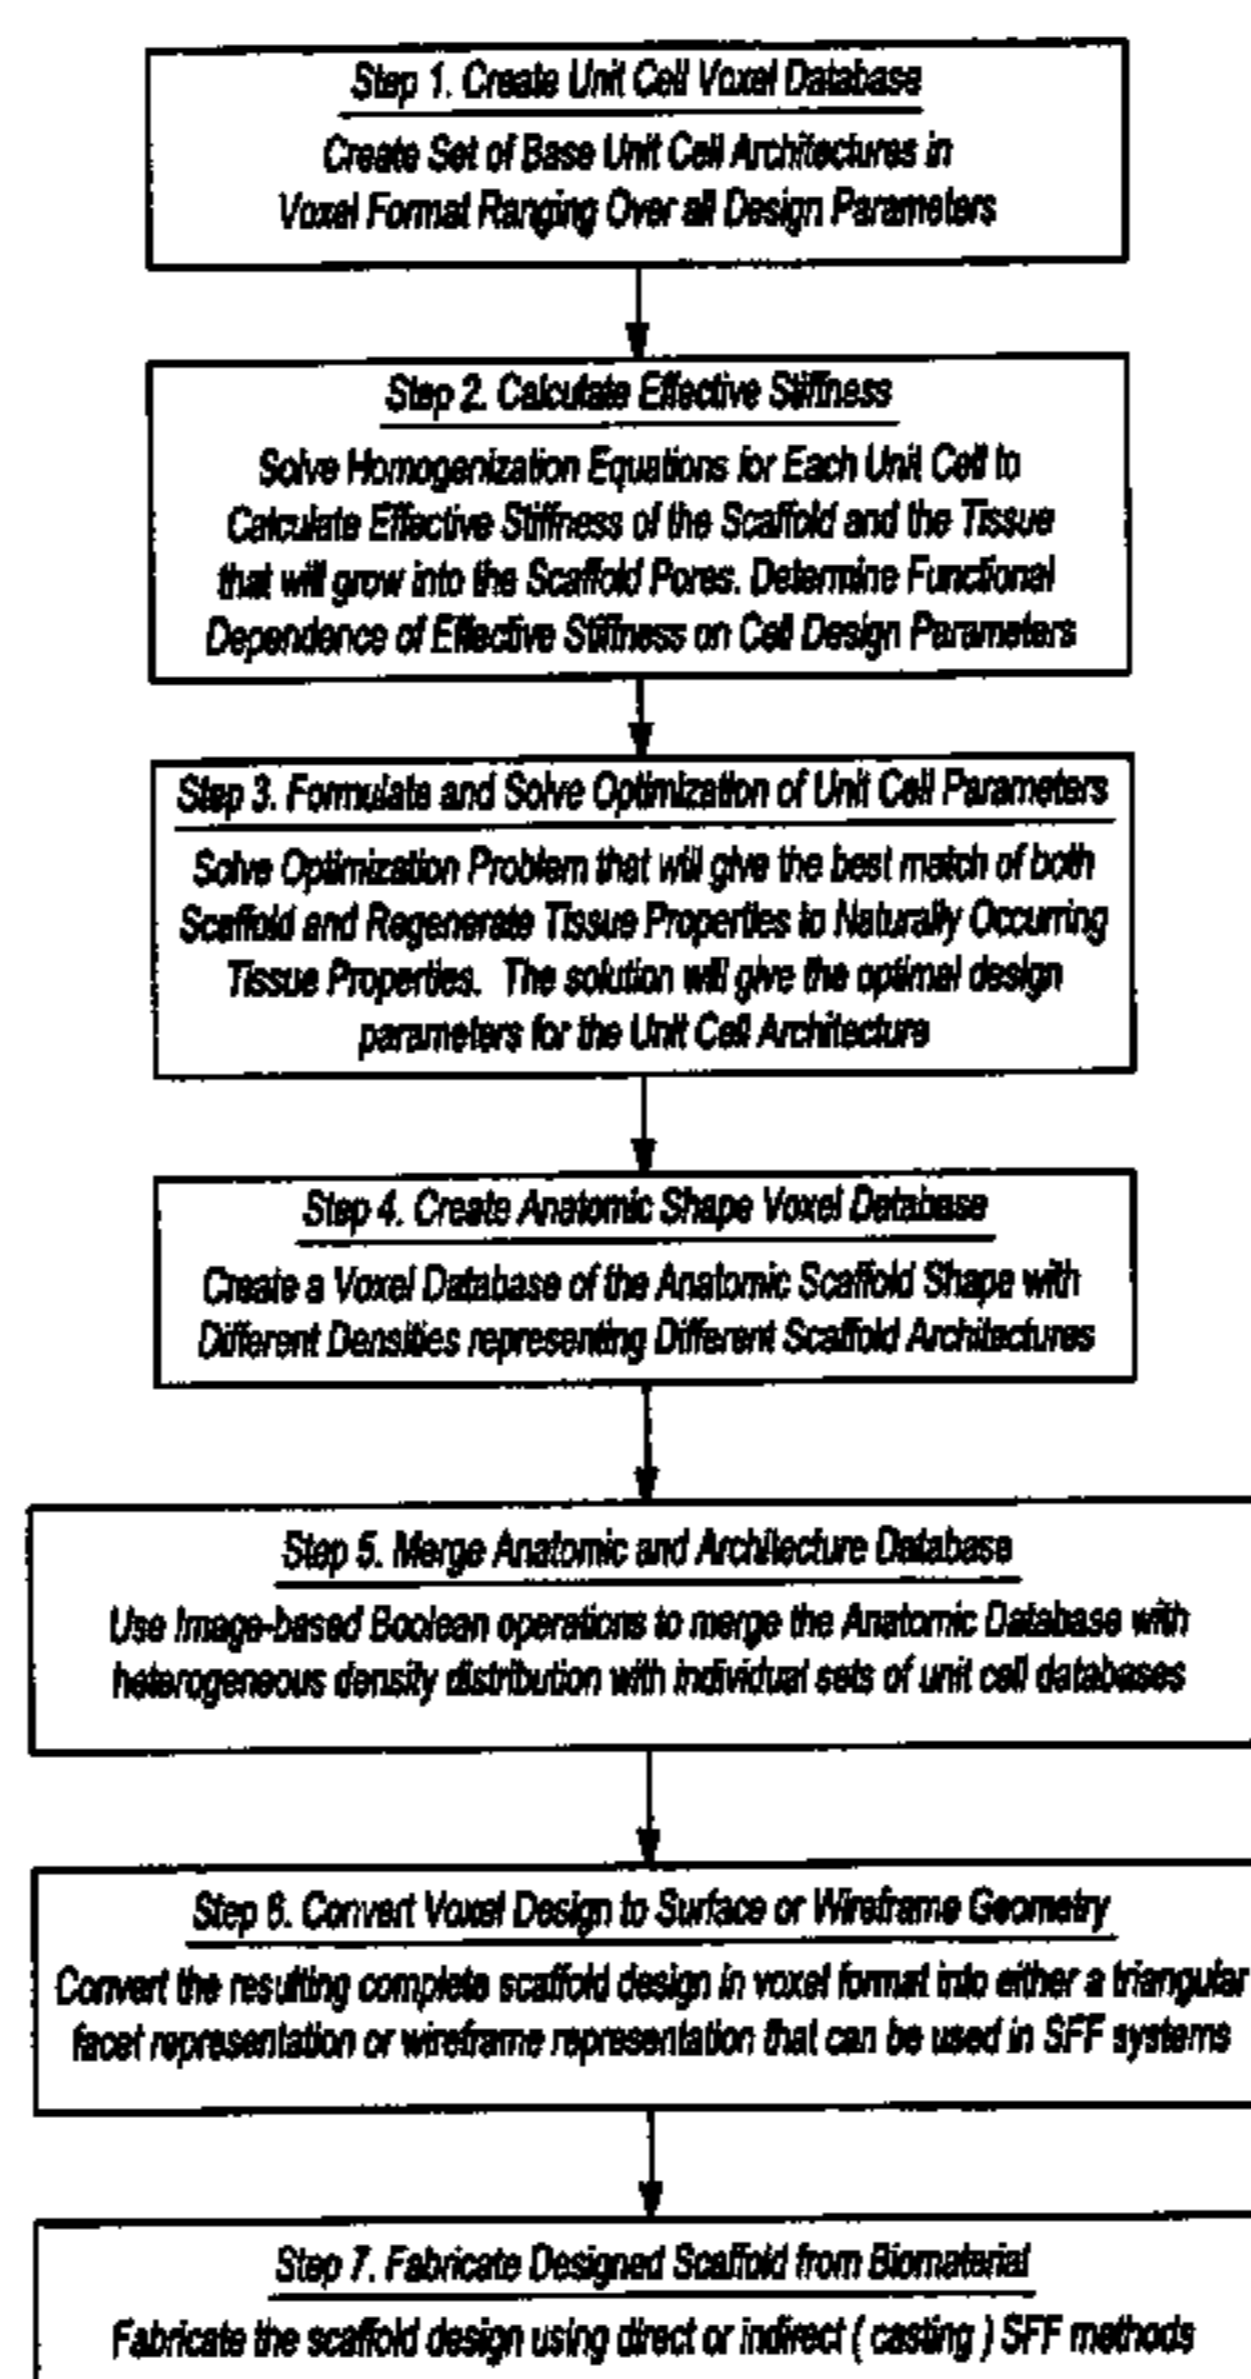 Step 1. Create Unit Cell Voxel Database
Create Set of Base Unit Cell Architectures in
Voxel Format Ranging Over all Design Parameters
Step 2. Calculate Effective Stiffness
Solve Homogenization Equations for Each Unit Cell to
Calculate Effective Stiffness of the Scaffold and the Tissue
that will grow into the Scaffold Pores. Determine Functional
Dependence of Effective Stiffness on Cell Design Parameters
Step 3. Formulate and Solve Optimization of Unit Cell Parameters
Solve Optimization Problem that will give the best match of both
Scaffold and Regenerate Tissue Properties to Naturally Occurring
Tissue Properties. The solution will give the optimal design
parameters for the Unit Cell Architecture
Step 4. Create Anatomic Shape Voxel Database
Create a Voxel Database of the Anatomic Scaffold Shape with
Different Densities representing Different Scaffold Architectures
Step 5. Merge Anatomic and Architecture Database
Use Image-based Boolean operations to merge the Anatomic Database with
heterogeneous density distribution with individual sets of unit cell databases
Step 6. Convert Voxel Design to Surface or Wireframe Geometry
Convert the resulting complete scaffold design in voxel format into either a triangular
facet representation or wireframe representation that can be used in SFF systems
Step 7. Fabricate Designed Scaffold from Biomaterial
Fabricate the scaffold design using direct or indirect ( casting ) SFF methods